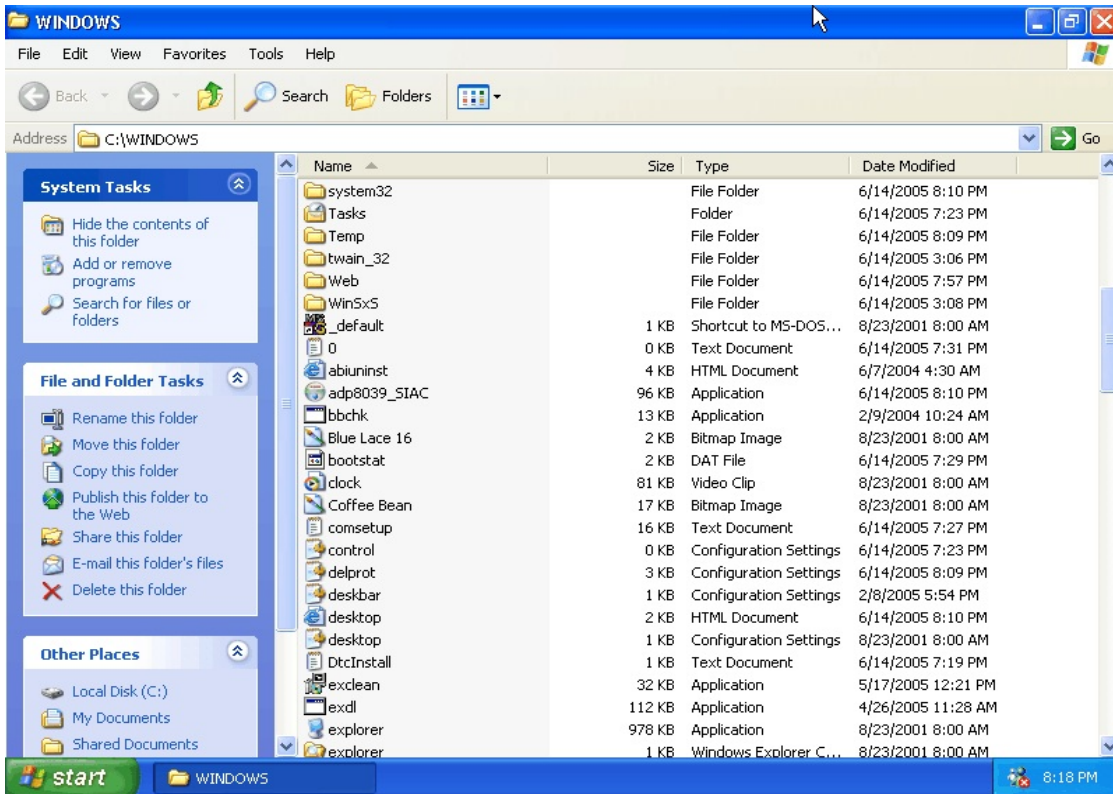 WINDOWS
File Edit View Favorites Tools Help
Back Search Folders
Address C:\WINDOWS Go
System Tasks
Hide the contents of
this folder
Add or remove
programs
Search for files or
folders
File and Folder Tasks
Rename this folder
Move this folder
Copy this folder
Publish this folder to
the Web
Share this folder
E-mail this folder's files
Delete this folder
Other Places
Local Disk (C:)
My Documents
Shared Documents
Name Size Type Date Modified
system32 File Folder 6/14/2005 8:10 PM
Tasks Folder 6/14/2005 7:23 PM
Temp File Folder 6/14/2005 8:09 PM
twain_32 File Folder 6/14/2005 3:06 PM
Web File Folder 6/14/2005 7:57 PM
WinSxS File Folder 6/14/2005 3:08 PM
_default 1 KB Shortcut to MS-DOS... 8/23/2001 8:00 AM
0 0 KB Text Document 6/14/2005 7:31 PM
abiuninst 4 KB HTML Document 6/7/2004 4:30 AM
adp8039_SIAC 96 KB Application 6/14/2005 8:10 PM
bbchk 13 KB Application 2/9/2004 10:24 AM
Blue Lace 16 2 KB Bitmap Image 8/23/2001 8:00 AM
bootstat 2 KB DAT File 6/14/2005 7:29 PM
clock 81 KB Video Clip 8/23/2001 8:00 AM
Coffee Bean 17 KB Bitmap Image 8/23/2001 8:00 AM
comsetup 16 KB Text Document 6/14/2005 7:27 PM
control 0 KB Configuration Settings 6/14/2005 7:23 PM
delprot 3 KB Configuration Settings 6/14/2005 8:09 PM
deskbar 1 KB Configuration Settings 2/8/2005 5:54 PM
desktop 2 KB HTML Document 6/14/2005 8:10 PM
desktop 1 KB Configuration Settings 8/23/2001 8:00 AM
DtcInstall 1 KB Text Document 6/14/2005 7:19 PM
exclean 32 KB Application 5/17/2005 12:21 PM
exdl 112 KB Application 4/26/2005 11:28 AM
explorer 978 KB Application 8/23/2001 8:00 AM
explorer 1 KB Windows Explorer C... 8/23/2001 8:00 AM
start WINDOWS 8:18 PM